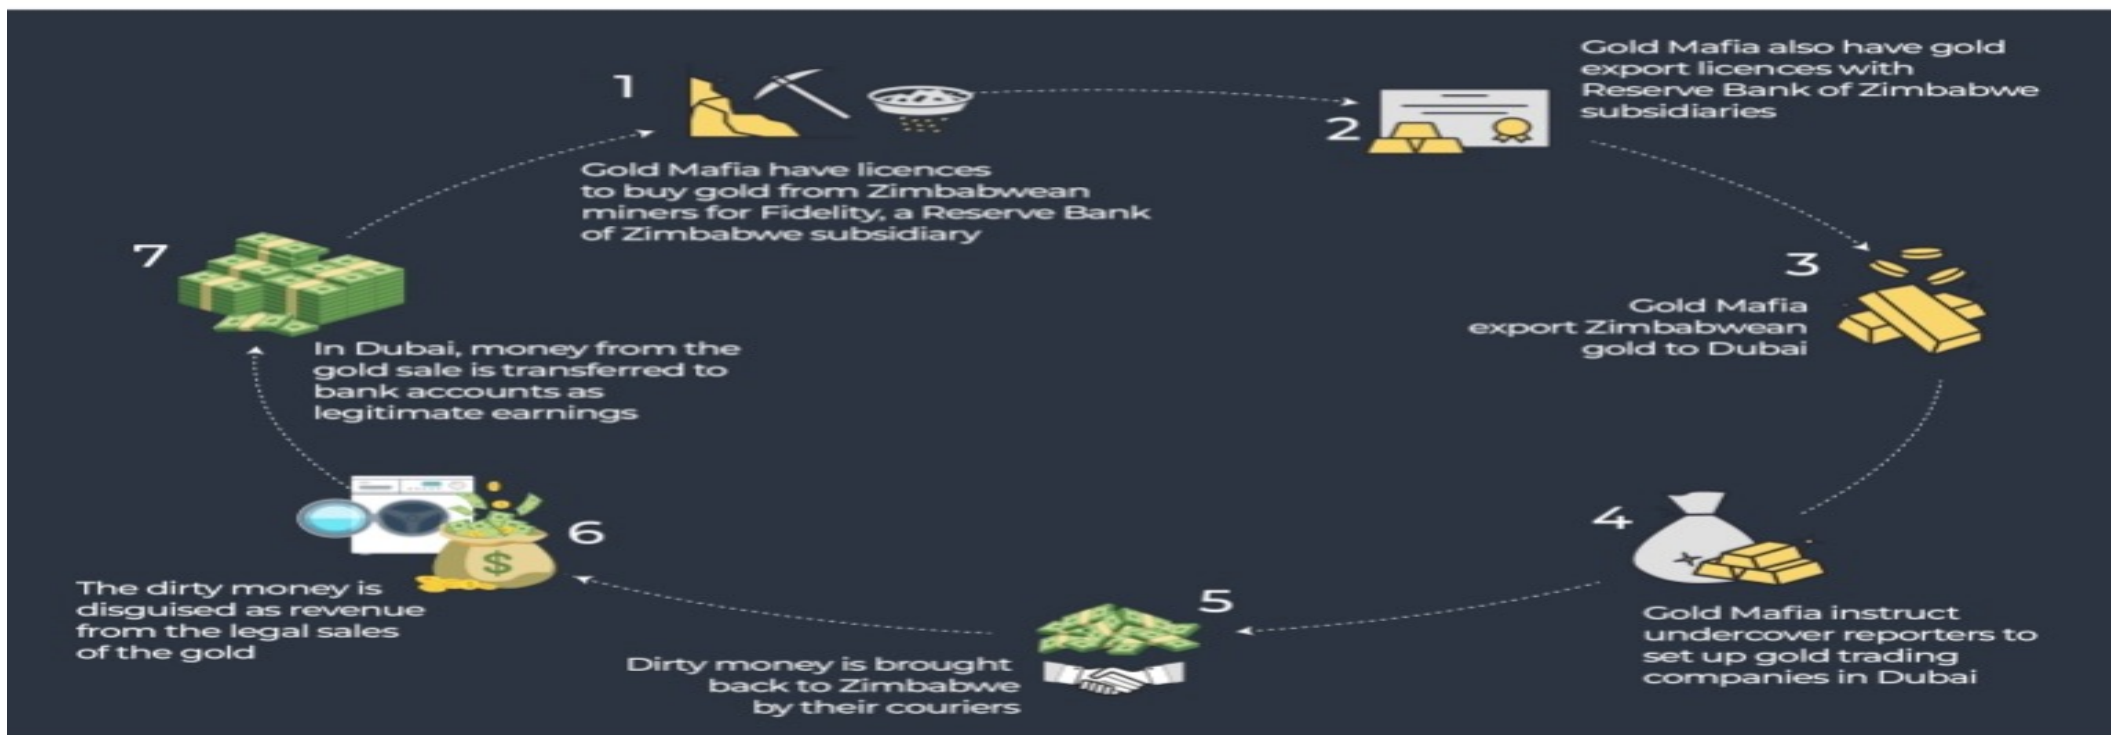 1
Gold Mafia have licences
to buy gold from Zimbabwean
miners for Fidelity, a Reserve Bank
of Zimbabwe subsidiary
2
Gold Mafia also have gold
export licences with
Reserve Bank of Zimbabwe
subsidiaries
3
Gold Mafia
export Zimbabwean
gold to Dubai
4
Gold Mafia instruct
undercover reporters to
set up gold trading
companies in Dubai
5
Dirty money is brought
back to Zimbabwe
by their couriers
6
The dirty money is
disguised as revenue
from the legal sales
of the gold
$
7
In Dubai, money from the
gold sale is transferred to
bank accounts as
legitimate earnings